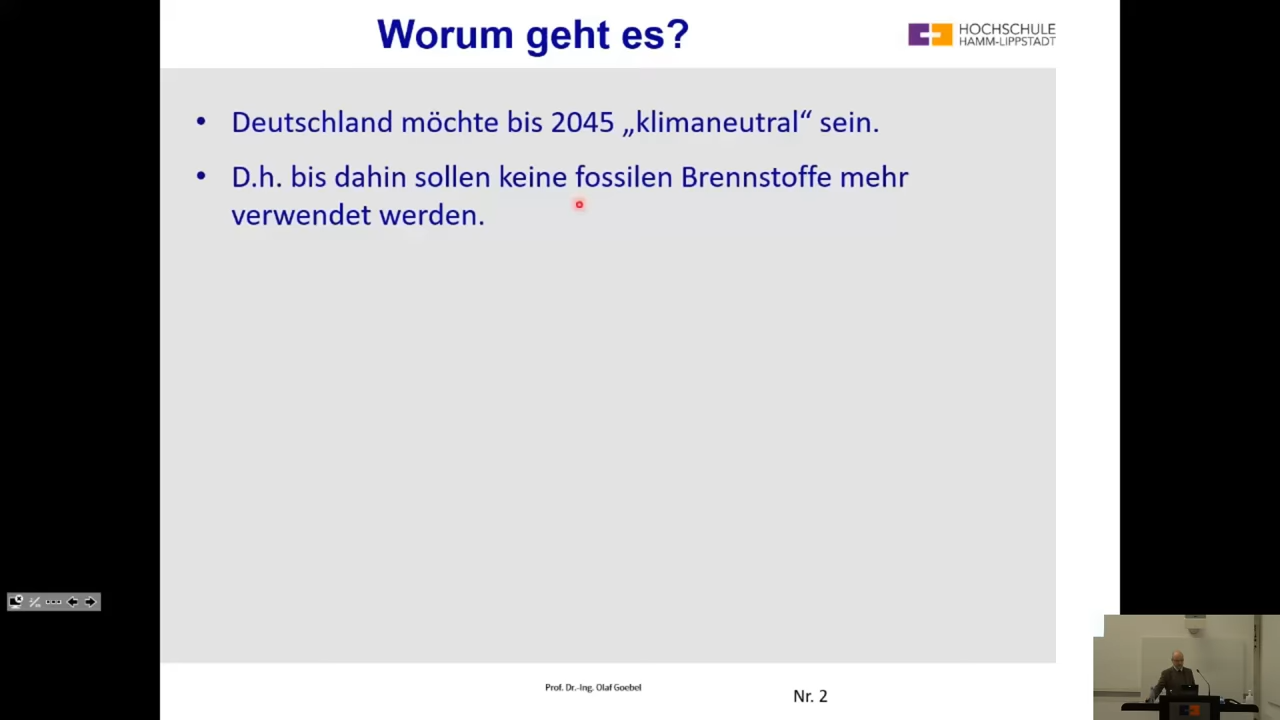 Worum geht es?
HOCHSCHULE
HAMM-LIPPSTADT
• Deutschland möchte bis 2045 „klimaneutral“ sein.
• D.h. bis dahin sollen keine fossilen Brennstoffe mehr
verwendet werden.
Prof. Dr.-Ing. Olaf Goebel
Nr. 2